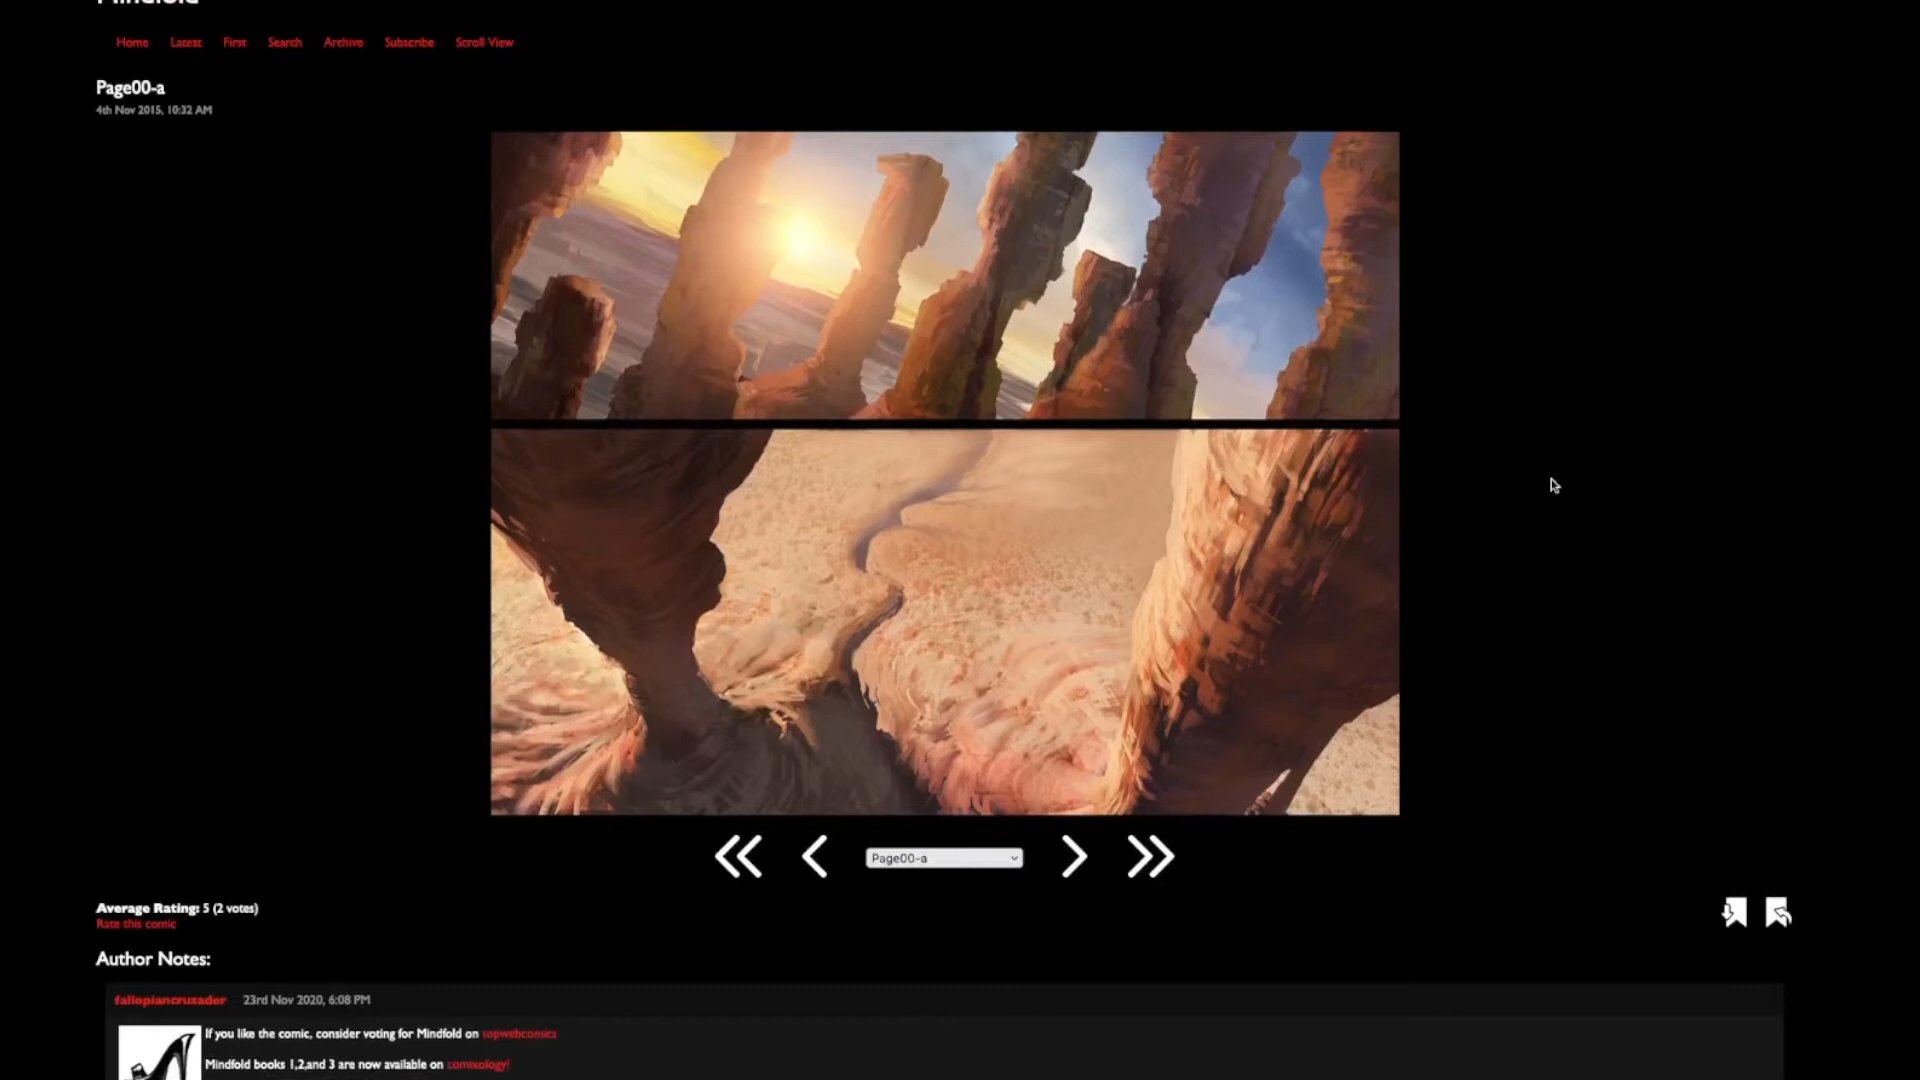 Mindfold
Home Latest First Search Archive Subscribe Scroll View
Page00-a
4th Nov 2015, 10:32 AM
Page00-a
Average Rating: 5 (2 votes)
Rate this comic
Author Notes:
fallopiancrusader 23rd Nov 2020, 6:08 PM
If you like the comic, consider voting for Mindfold on topwebcomics
Mindfold books 1,2,and 3 are now available on comixology!